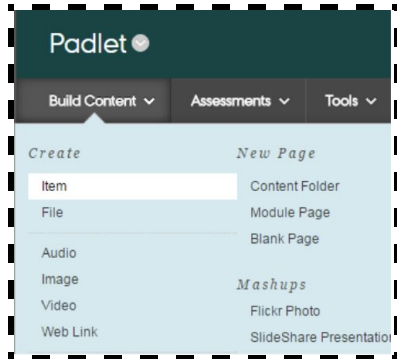 Padlet
Build Content Assessments Tools
Create
Item
File
Audio
Image
Video
Web Link
New Page
Content Folder
Module Page
Blank Page
Mashups
Flickr Photo
SlideShare Presentation